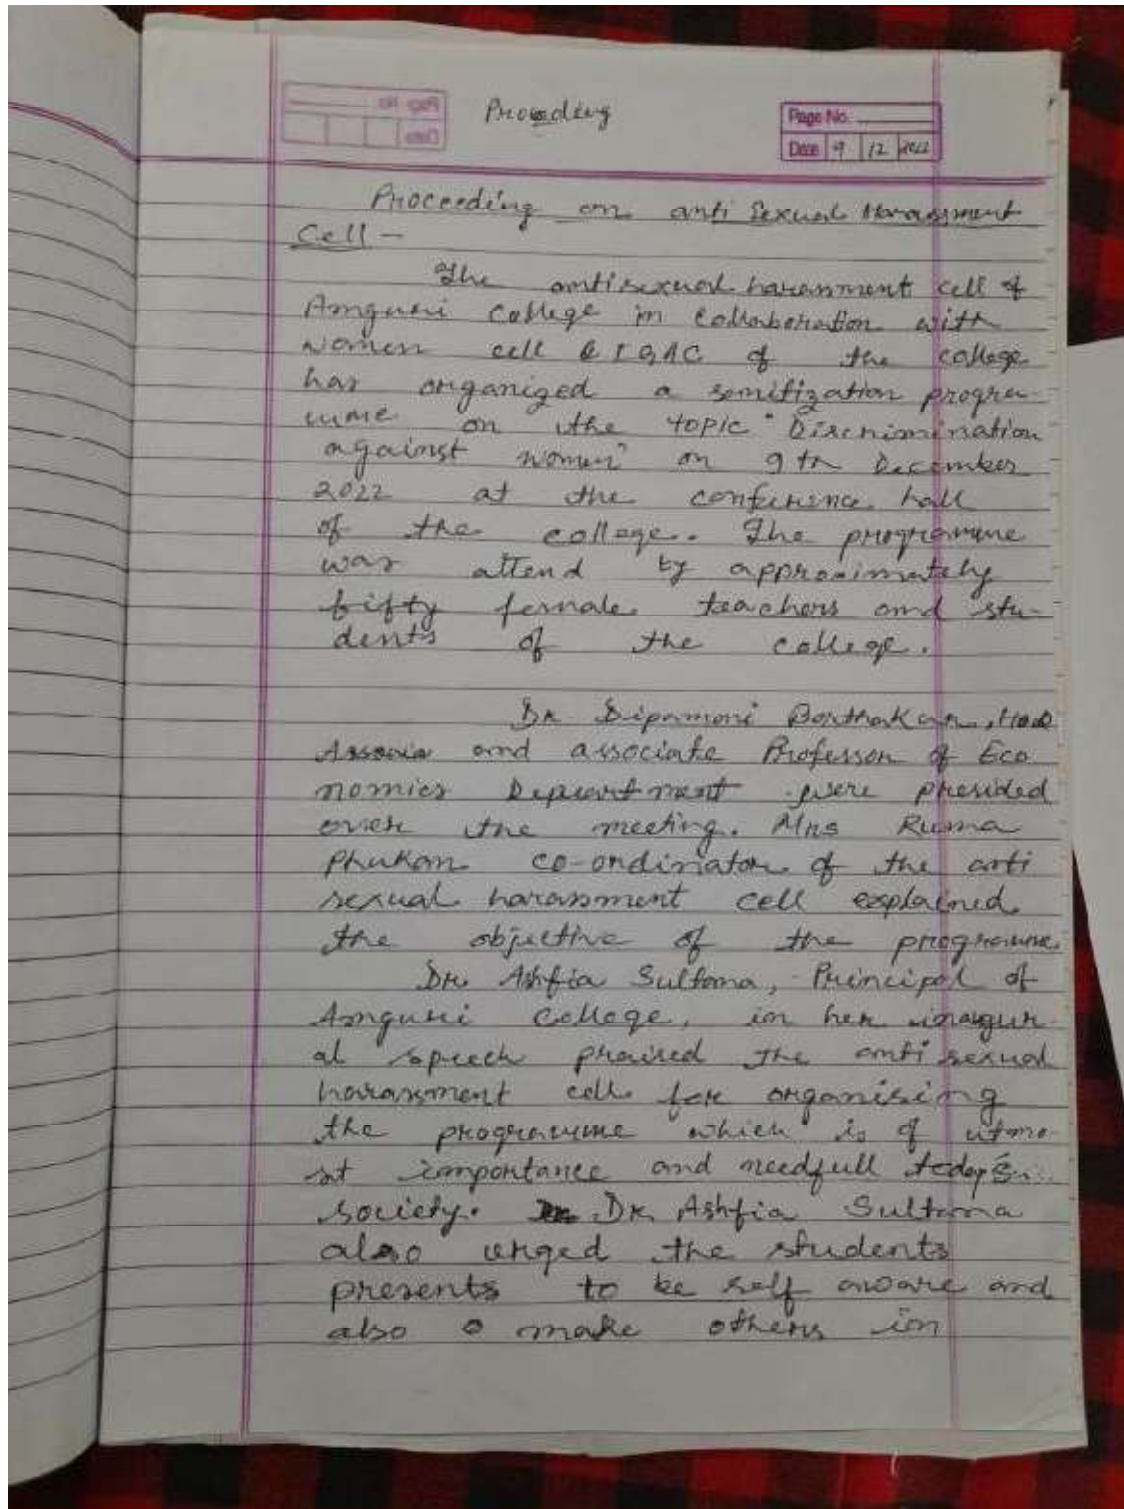 Proceeding
Page No.
Date 9 12 2022
Proceeding on anti Sexual Harassment
Cell -
The antisexual harassment cell of
Amguri College in collaboration with
women cell & IQAC of the college
has organized a sensitization progra-
mme on the topic "Discrimination
against women" on 9th December
2022 at the conference hall
of the college. The programme
was attend by approximately
fifty female teachers and stu-
dents of the college.
Dr Dipamoni Borthakur, HoD
and associate Professor of Eco
nomics Department were presided
over the meeting. Mrs Ruma
Phukan co-ordinator of the anti
sexual harassment cell explained
the objective of the programme.
Dr Ashfia Sultana, Principal of
Amguri College, in her inaugur
al speech praised the anti sexual
harassment cell for organising
the programme which is of utmo-
st importance and needfull today's
society. Dr Ashfia Sultana
also urged the students
presents to be self aware and
also make others in